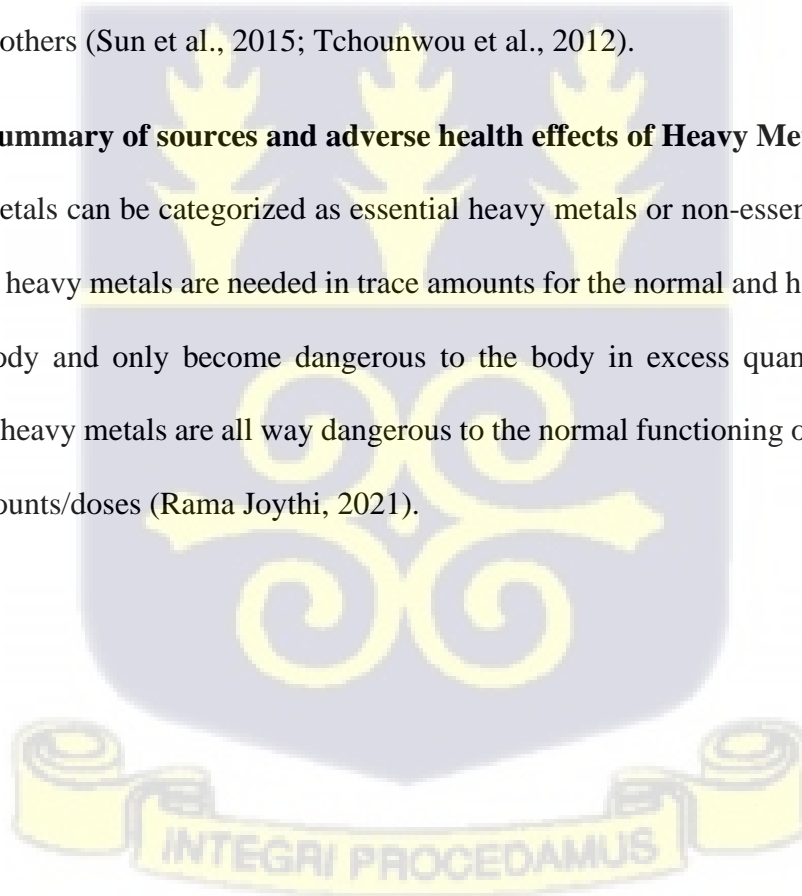 others (Sun et al., 2015; Tchounwou et al., 2012).
ummary of sources and adverse health effects of Heavy Me
etals can be categorized as essential heavy metals or non-essen
heavy metals are needed in trace amounts for the normal and h
ody and only become dangerous to the body in excess quan
heavy metals are all way dangerous to the normal functioning o
ounts/doses (Rama Joythi, 2021).
INTEGRI PROCEDAMUS